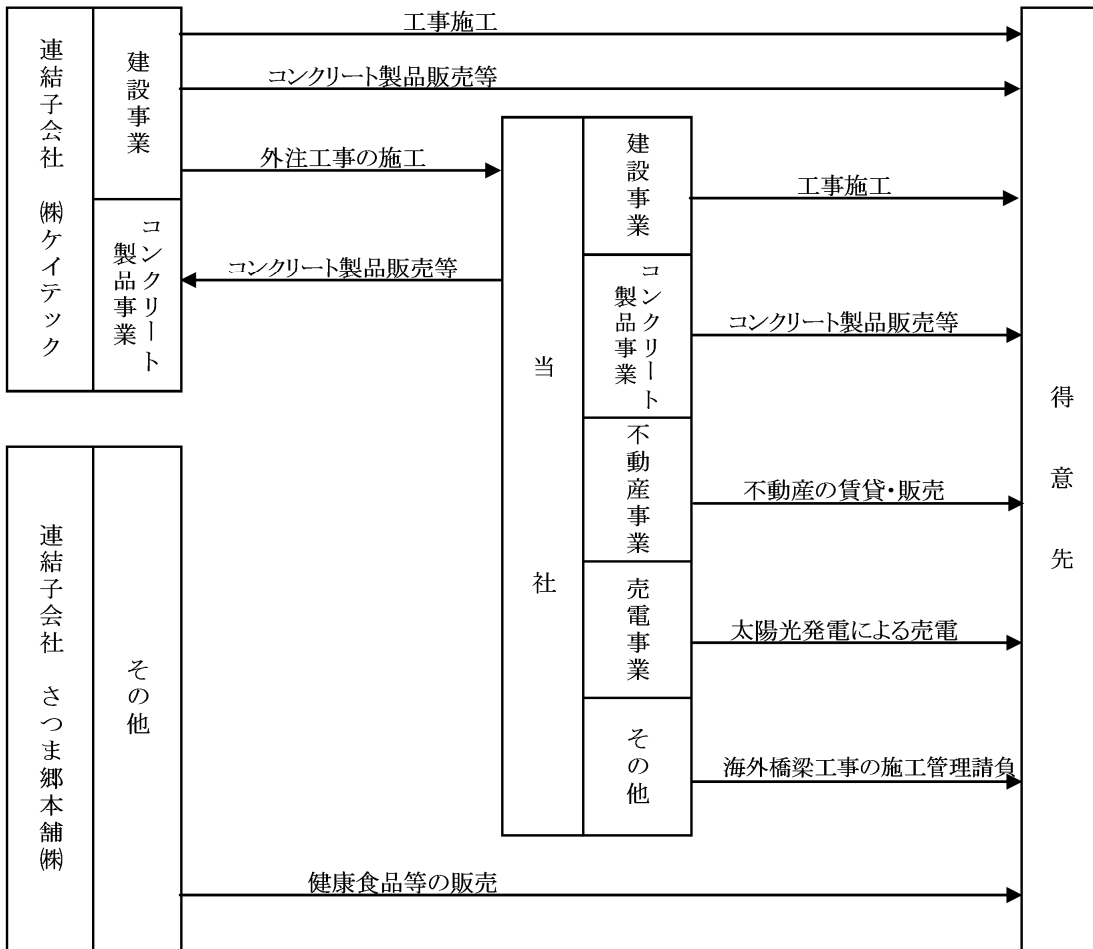 連結子会社　㈱ケイテック
建設事業
コンクリート
製品事業
工事施工
コンクリート製品販売等
外注工事の施工
コンクリート製品販売等
連結子会社　さつま郷本舗㈱
その他
健康食品等の販売
当社
建設事業
コンクリート
製品事業
不動産事業
売電事業
その他
工事施工
コンクリート製品販売等
不動産の賃貸・販売
太陽光発電による売電
海外橋梁工事の施工管理請負
得意先